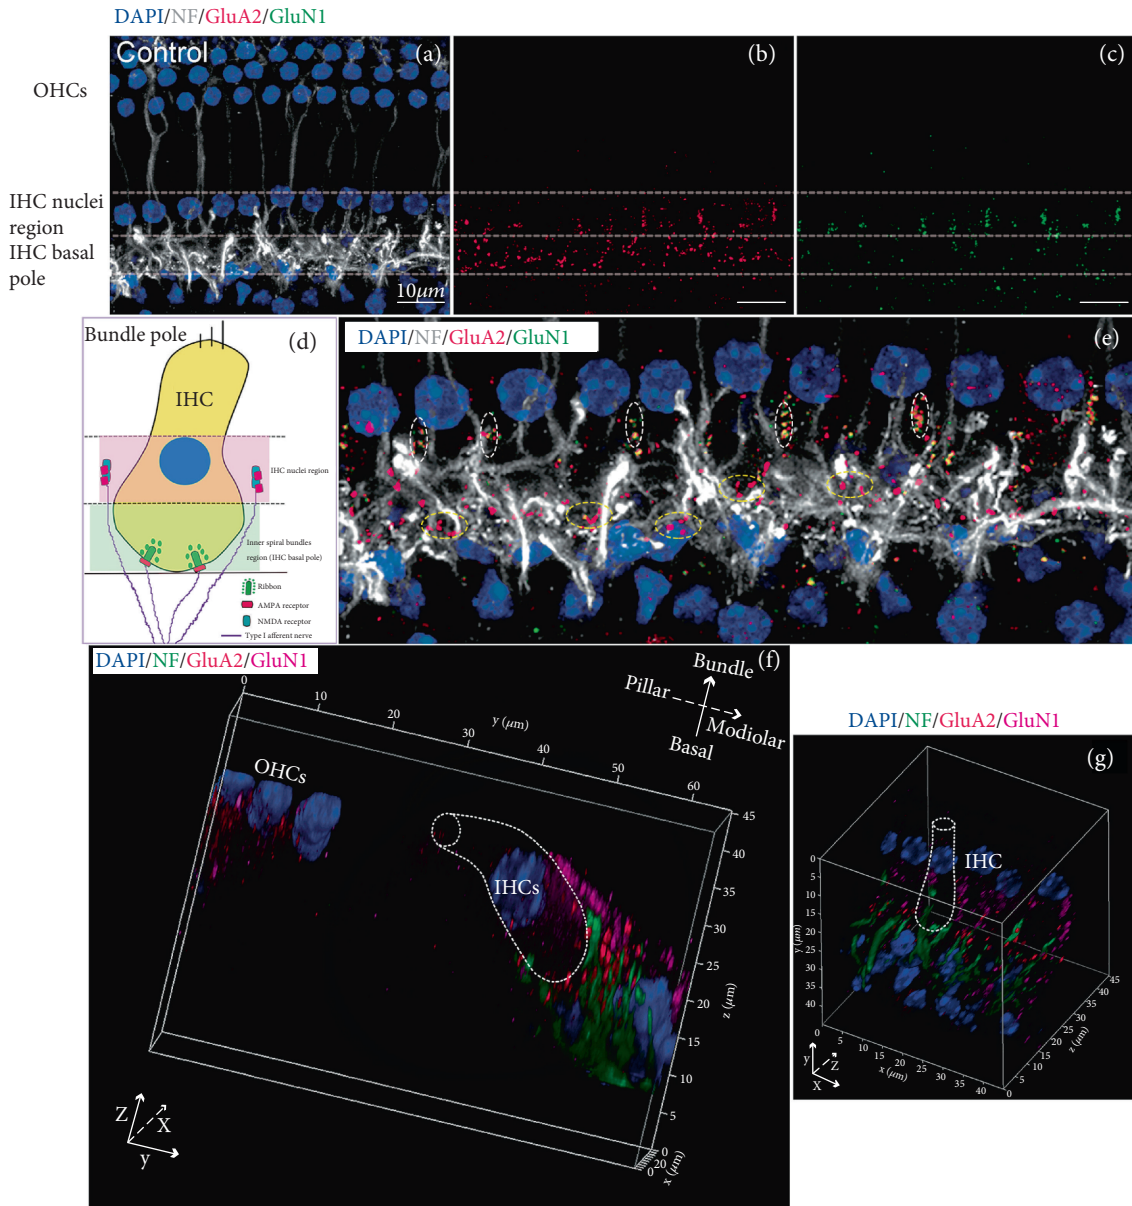 DAPI/NF/GluA2/GluN1
Control
(a)
(b)
(c)
OHCs
IHC nuclei
region
IHC basal
pole
10μm
Bundle pole
(d)
IHC
IHC nuclei region
Inner spiral bundles
region (IHC basal pole)
Ribon
AMPA receptor
NMDA receptor
Type I afferent nerve
DAPI/NF/GluA2/GluN1
(e)
DAPI/NF/GluA2/GluN1
(f)
Bundle
Pillar
Modiolar
Basal
0
10
20
30
40
50
60
y (μm)
45
40
35
30
25
20
15
10
5
0
z (μm)
0
20
x (μm)
OHCs
IHCs
Z
X
y
DAPI/NF/GluA2/GluN1
(g)
IHC
0
5
10
15
20
25
30
35
40
y (μm)
0
5
10
15
20
25
30
35
40
x (μm)
0
5
10
15
20
25
30
35
40
45
z (μm)
y
Z
X